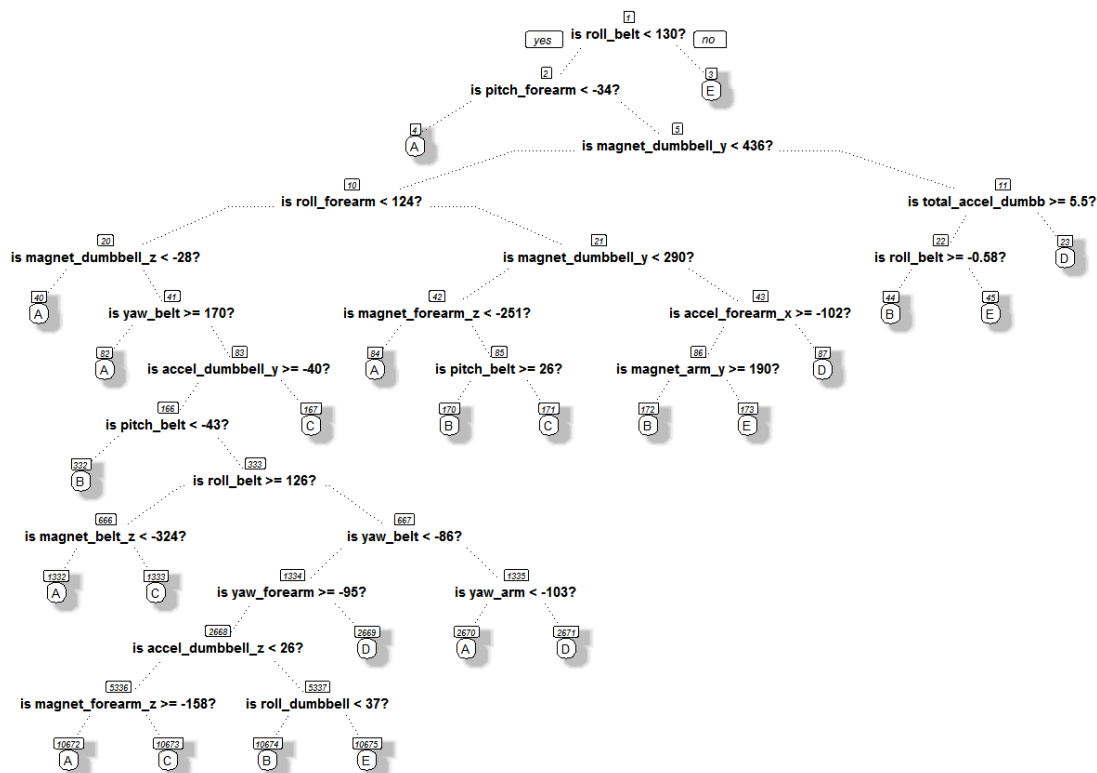 1
yes is roll_belt < 130? no
2 3
is pitch_forearm < -34? E
4 5
A is magnet_dumbbell_y < 436?
10 11
is roll_forearm < 124? is total_accel_dumbb >= 5.5?
20 21 22 23
is magnet_dumbbell_z < -28? is magnet_dumbbell_y < 290? is roll_belt >= -0.58? D
40 41 42 43 44 45
A is yaw_belt >= 170? is magnet_forearm_z < -251? is accel_forearm_x >= -102? B E
82 83 84 85 86 87
A is accel_dumbbell_y >= -40? A is pitch_belt >= 26? is magnet_arm_y >= 190? D
166 167 170 171 172 173
is pitch_belt < -43? C B C B E
332 333
B is roll_belt >= 126?
666 667
is magnet_belt_z < -324? is yaw_belt < -86?
1332 1333 1334 1335
A C is yaw_forearm >= -95? is yaw_arm < -103?
2668 2669 2670 2671
is accel_dumbbell_z < 26? D A D
5336 5337
is magnet_forearm_z >= -158? is roll_dumbbell < 37?
10672 10673 10674 10675
A C B E